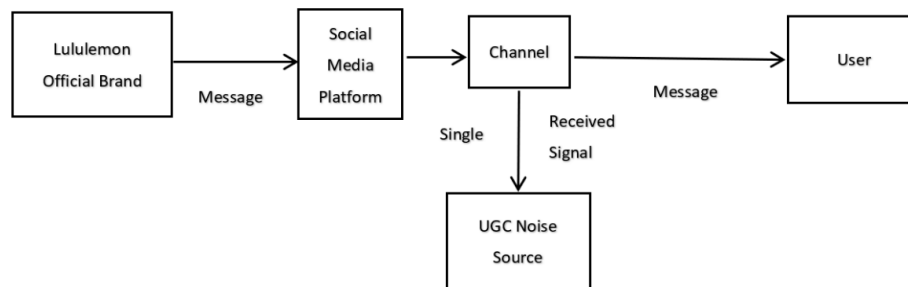 Lululemon
Official Brand
Message
Social
Media
Platform
Channel
Message
User
Single
Received
Signal
UGC Noise
Source